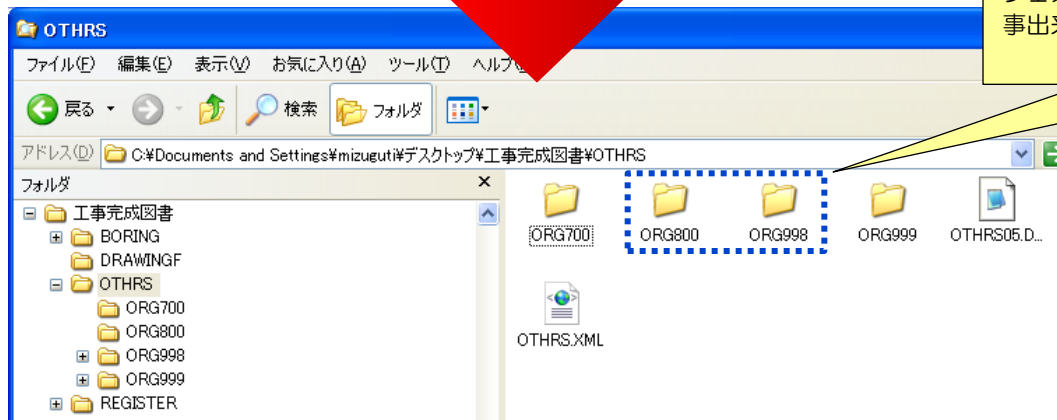 事出
OTHRS
ファイル(F) 編集(E) 表示(V) お気に入り(A) ツール(T) ヘルプ
戻る 検索 フォルダ
アドレス(D) C:¥Documents and Settings¥mizuguti¥デスクトップ¥工事完成図書¥OTHRS
フォルダ ×
工事完成図書
BORING
DRAWINGF
OTHRS
ORG700
ORG800
ORG998
ORG999
REGISTER
ORG700 ORG800 ORG998 ORG999 OTHRS05.D...
OTHRS.XML